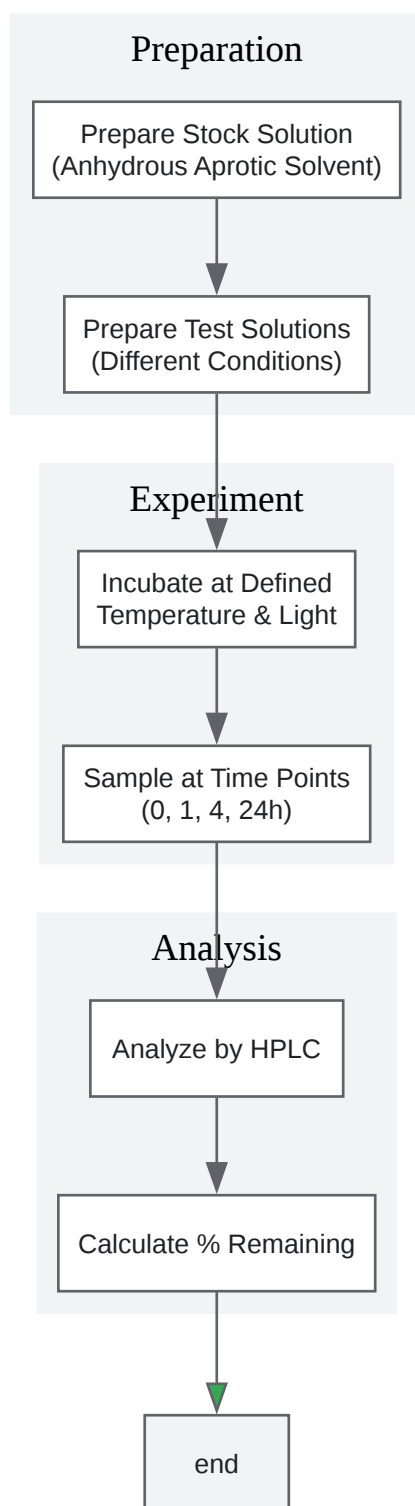 Preparation
Prepare Stock Solution
(Anhydrous Aprotic Solvent)
Prepare Test Solutions
(Different Conditions)
Experiment
Incubate at Defined
Temperature & Light
Sample at Time Points
(0, 1, 4, 24h)
Analysis
Analyze by HPLC
Calculate % Remaining
end